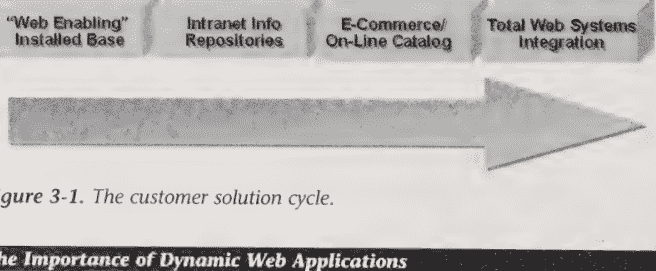 "Web Enabling" Intranet Info E-Commerce/ Total Web Systems
Installed Base Repositories On-Line Catalog Integration
gure 3-1. The customer solution cycle.
he Importance of Dynamic Web Applications